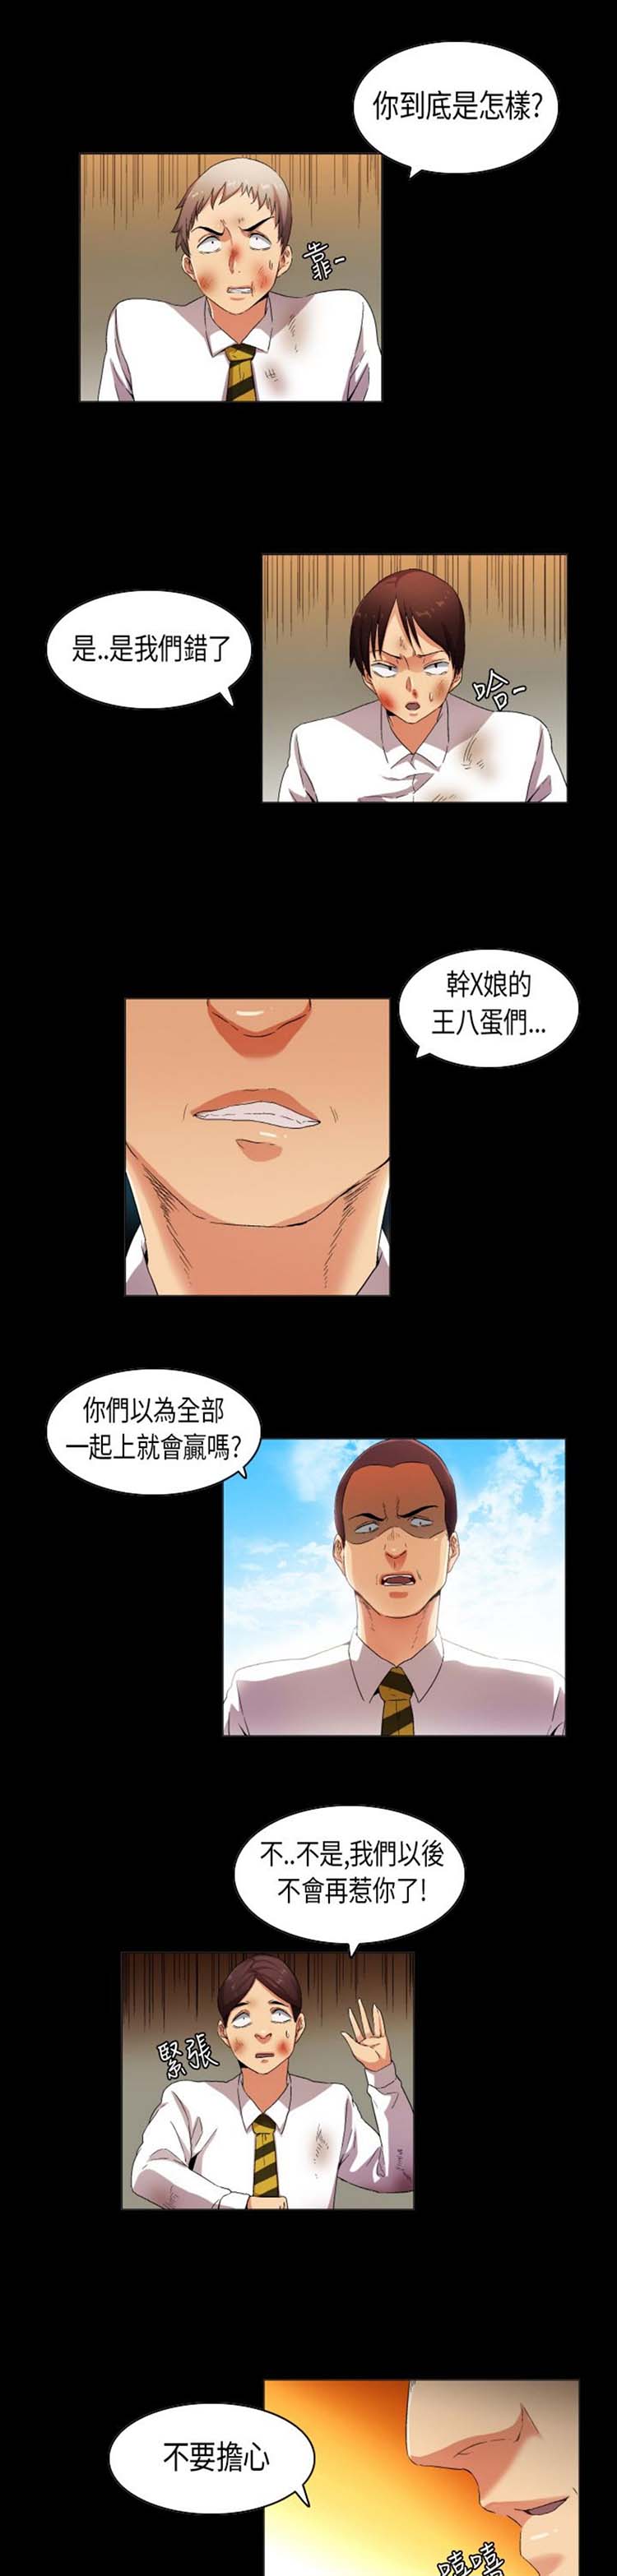 你到底是怎樣?
靠~
是..是我們錯了
哈~
幹X娘的
王八蛋們...
你們以為全部
一起上就會贏嗎?
不..不是,我們以後
不會再惹你了!
緊張
不要擔心
嘻嘻